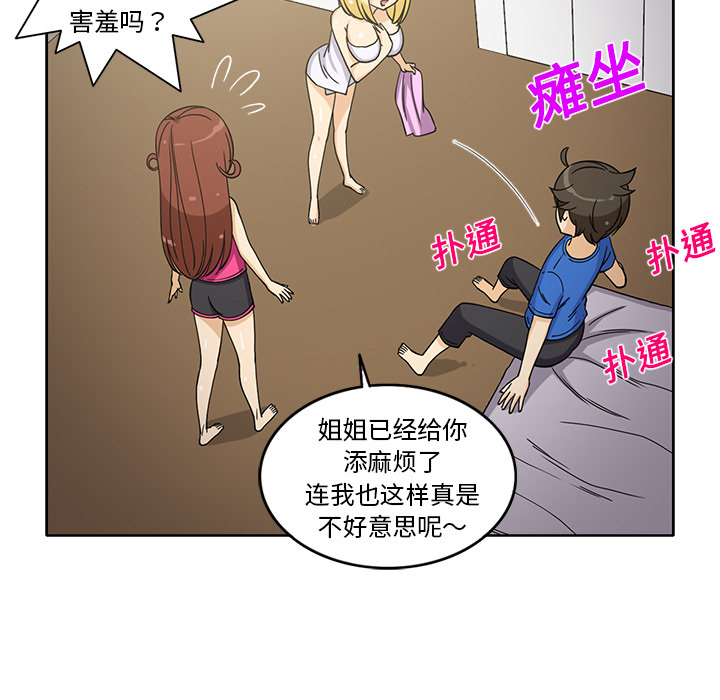 害羞吗？
瘫坐
扑通
扑通
扑通
姐姐已经给你
添麻烦了
连我也这样真是
不好意思呢～